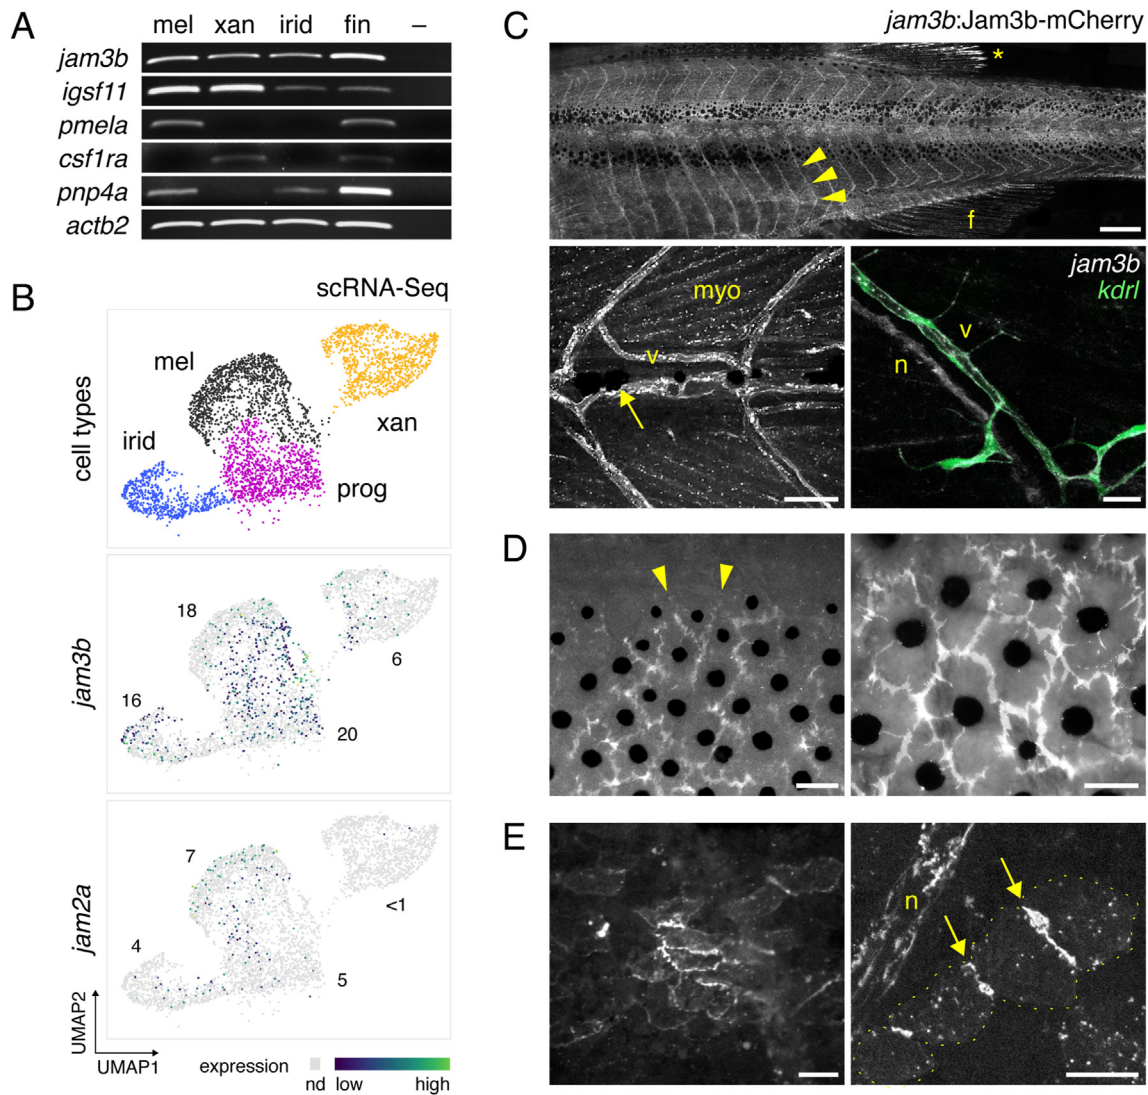 A
mel xan irid fin –
jam3b
igsf11
pmela
csf1ra
pnp4a
actb2
B
scRNA-Seq
cell types
mel
xan
irid
prog
jam3b
18
6
16
20
jam2a
7
<1
4
5
UMAP2
UMAP1
expression
nd low high
C
jam3b:Jam3b-mCherry
*
f
myo
v
jam3b
kdrl
v
n
D
E
n